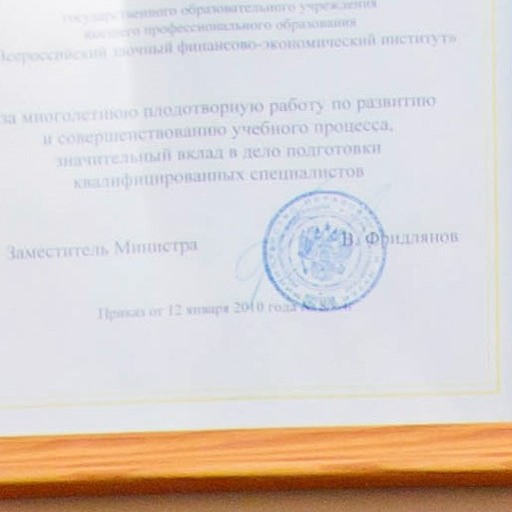 государственного образовательного учреждения
высшего профессионального образования
Всероссийский заочный финансово-экономический институт»
за многолетнюю плодотворную работу по развитию
и совершенствованию учебного процесса,
значительный вклад в дело подготовки
квалифицированных специалистов
Заместитель Министра
В. Фридлянов
Приказ от 12 января 2010 года